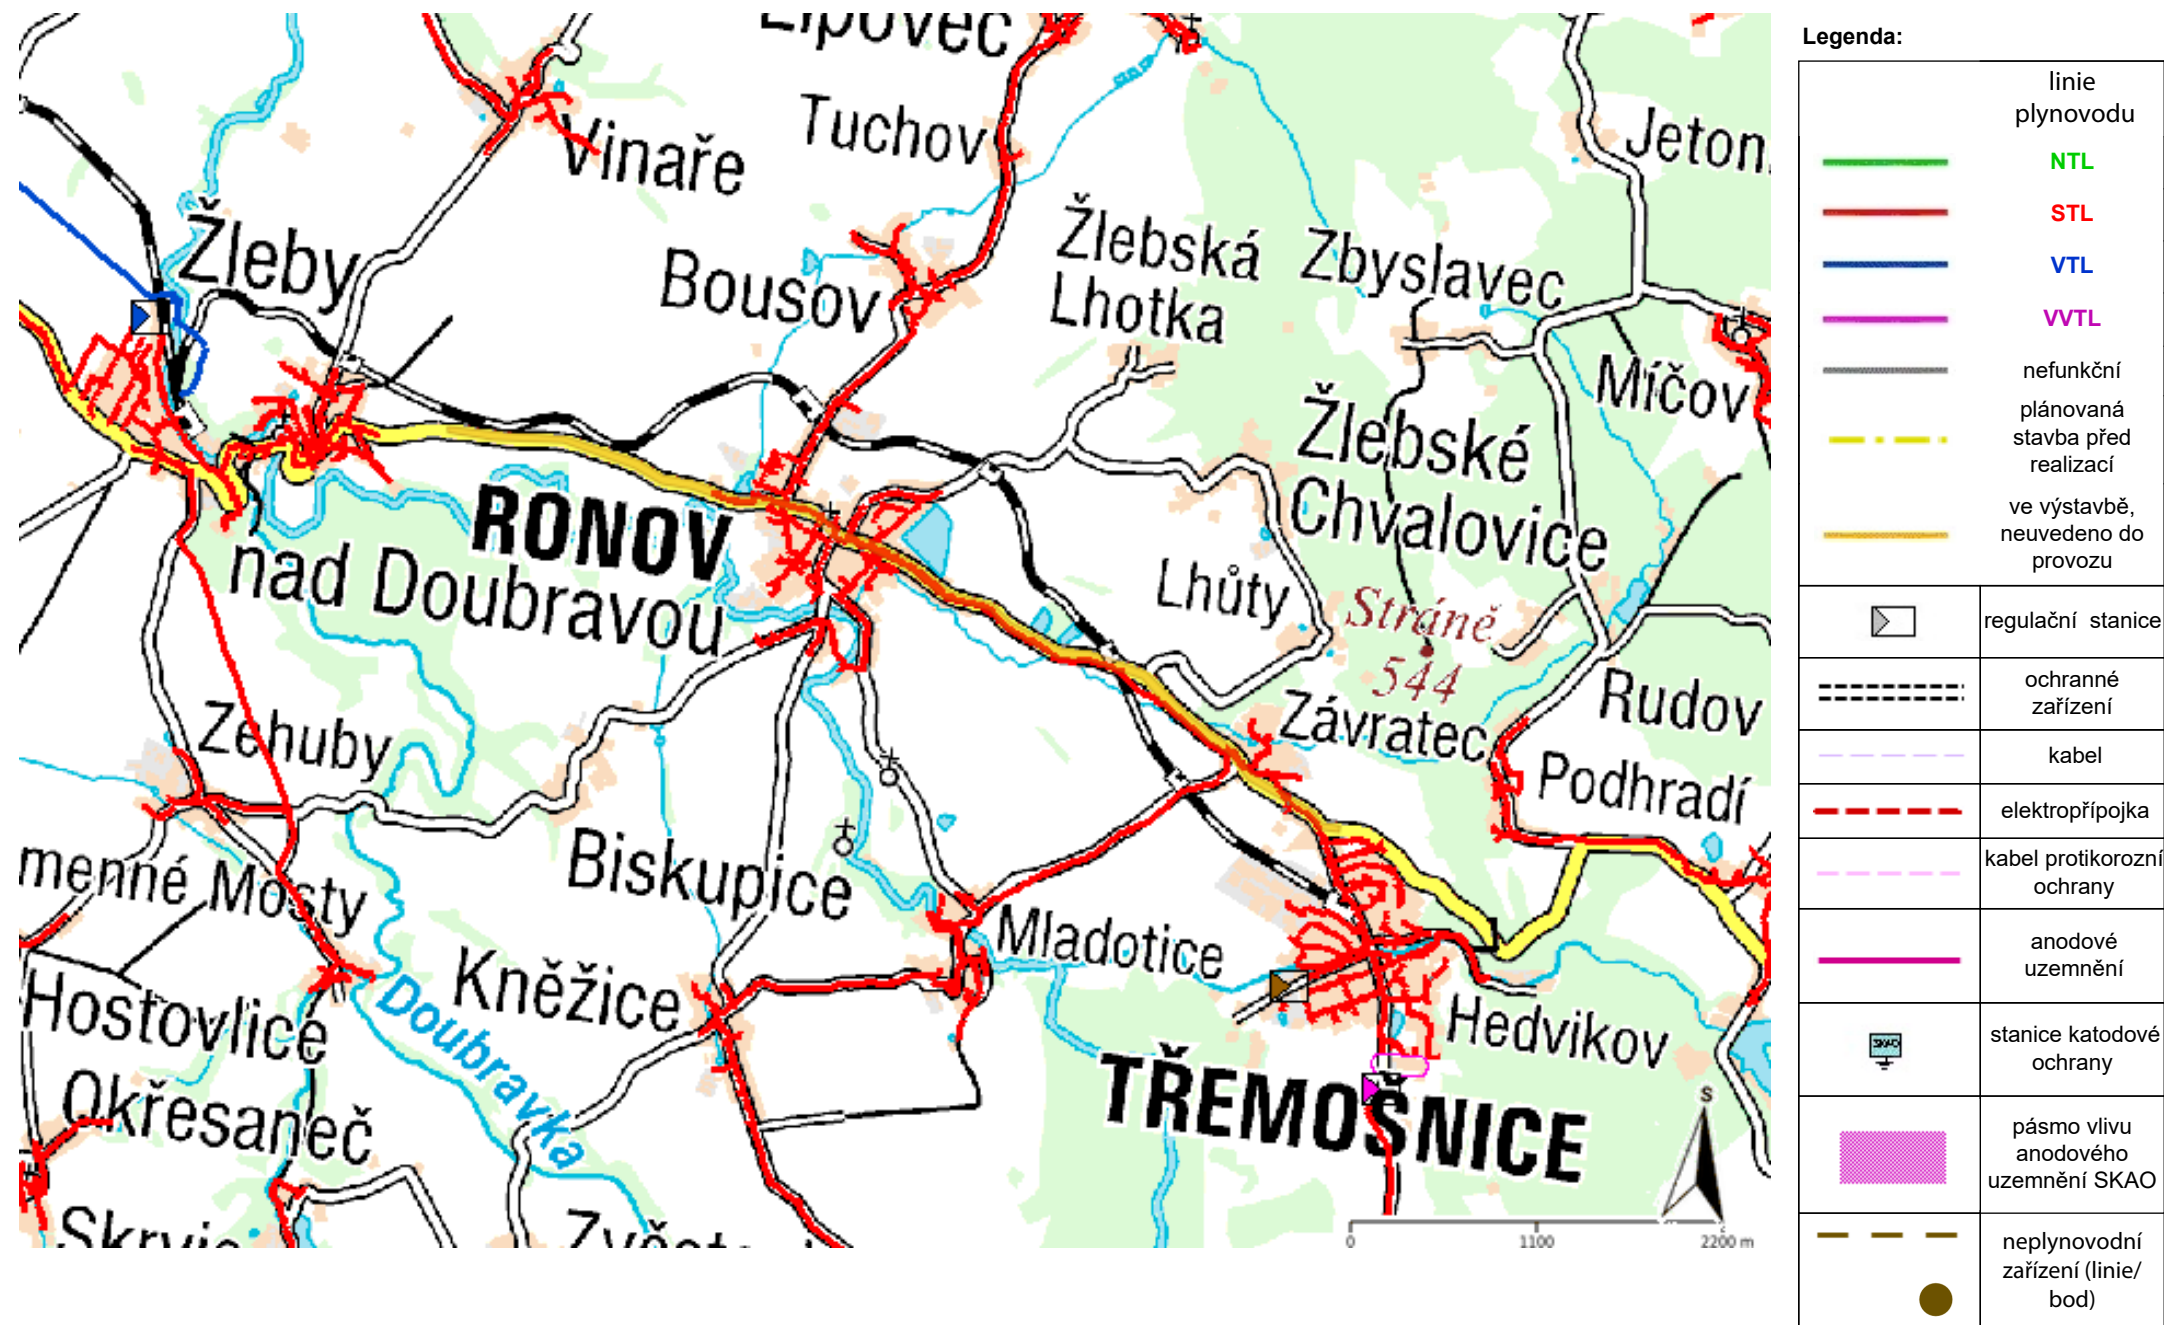 Lipovec
Tuchov
Vinaře
Jeton
Žleby
Bousov
Žlebská
Lhotka
Zbyslavec
Míčov
Žlebské
Chvalovice
RONOV
nad Doubravou
Lhůty
Stráně
544
Rudov
Závratec
Podhradí
Zehuby
Biskupice
menné Mosty
Mladotice
Kněžice
Hostovlice
Doubravka
Hedvikov
Okřesaneč
TŘEMOŠNICE
S
0
1100
2200 m
Legenda:
linie
plynovodu
NTL
STL
VTL
VVTL
nefunkční
plánovaná
stavba před
realizací
ve výstavbě,
neuvedeno do
provozu
regulační stanice
ochranné
zařízení
kabel
elektropřípojka
kabel protikorozní
ochrany
anodové
uzemnění
SKAO
stanice katodové
ochrany
pásmo vlivu
anodového
uzemnění SKAO
neplynovodní
zařízení (linie/
bod)